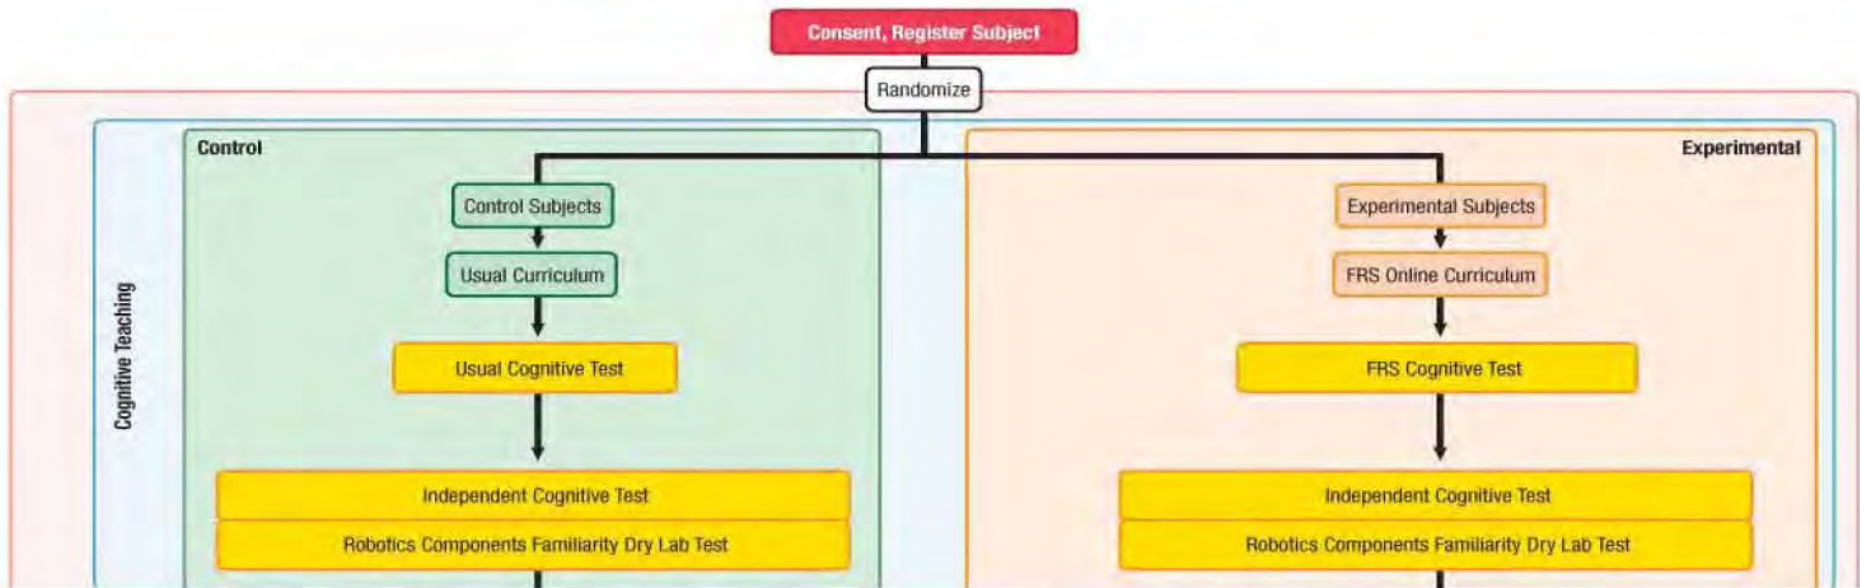 Consent, Register Subject
Randomize
Control
Experimental
Control Subjects
Experimental Subjects
Usual Curriculum
FRS Online Curriculum
Cognitive Teaching
Usual Cognitive Test
FRS Cognitive Test
Independent Cognitive Test
Independent Cognitive Test
Robotics Components Familiarity Dry Lab Test
Robotics Components Familiarity Dry Lab Test